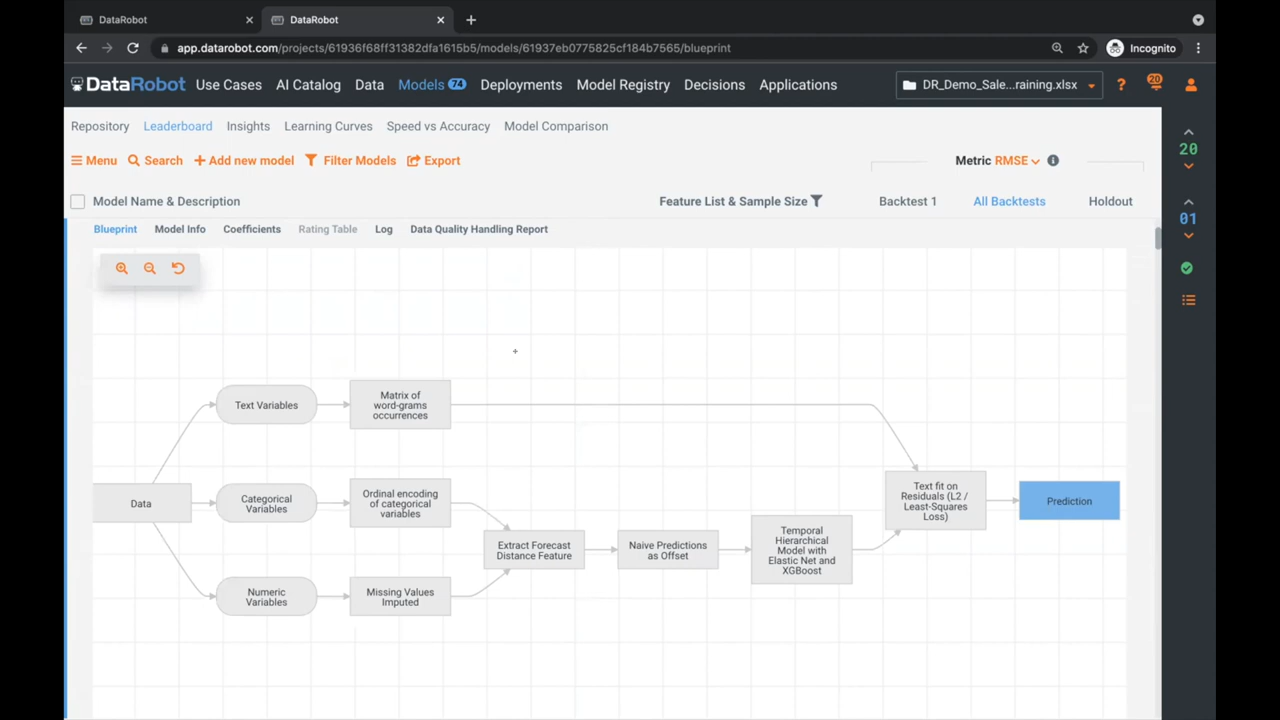 DataRobot
DataRobot
app.datarobot.com/projects/61936f68ff31382dfa1615b5/models/61937eb0775825cf184b7565/blueprint
Incognito
DataRobot Use Cases AI Catalog Data Models 74 Deployments Model Registry Decisions Applications DR_Demo_Sale...raining.xlsx ? 20
Repository Leaderboard Insights Learning Curves Speed vs Accuracy Model Comparison
Menu Search Add new model Filter Models Export Metric RMSE
20
Model Name & Description Feature List & Sample Size Backtest 1 All Backtests Holdout
01
Blueprint Model Info Coefficients Rating Table Log Data Quality Handling Report
Text Variables
Matrix of
word-grams
occurrences
Data
Categorical
Variables
Ordinal encoding
of categorical
variables
Numeric
Variables
Missing Values
Imputed
Extract Forecast
Distance Feature
Naive Predictions
as Offset
Temporal
Hierarchical
Model with
Elastic Net and
XGBoost
Text fit on
Residuals (L2 /
Least-Squares
Loss)
Prediction